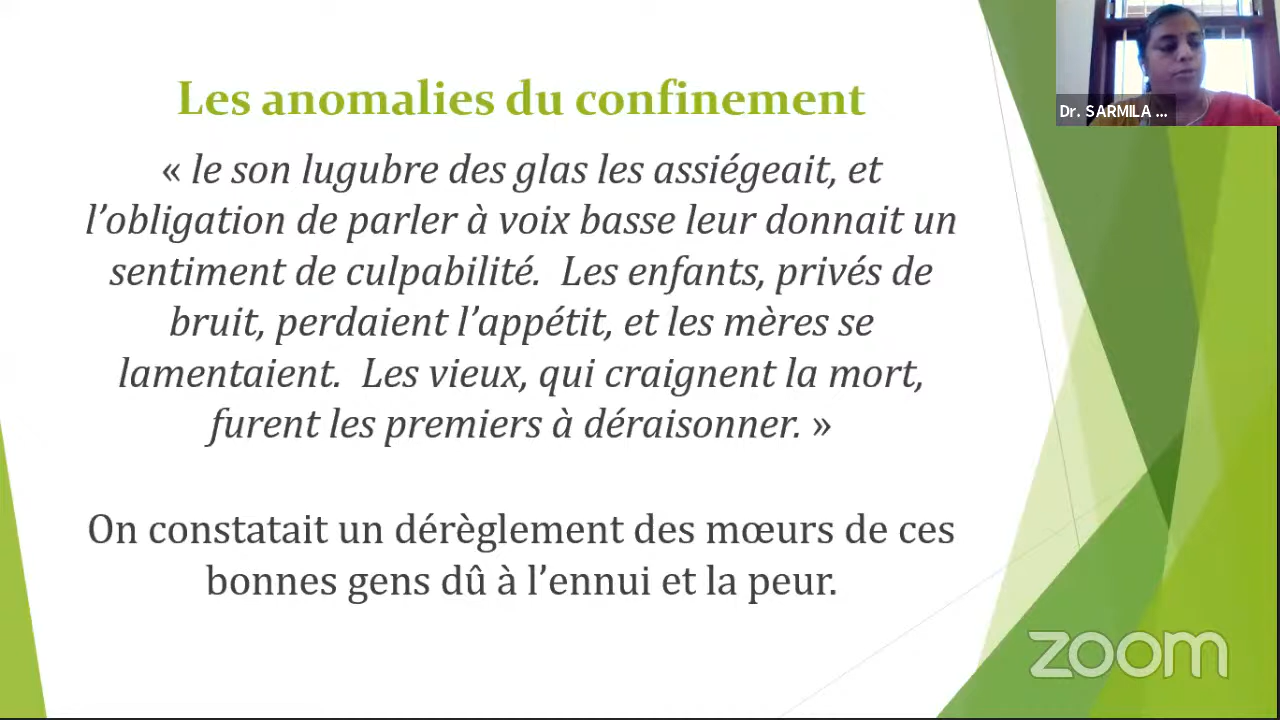 Les anomalies du confinement
« le son lugubre des glas les assiégeait, et
l’obligation de parler à voix basse leur donnait un
sentiment de culpabilité.  Les enfants, privés de
bruit, perdaient l’appétit, et les mères se
lamentaient.  Les vieux, qui craignent la mort,
furent les premiers à déraisonner. »
On constatait un dérèglement des mœurs de ces
bonnes gens dû à l’ennui et la peur.
Dr. SARMILA ...
zoom